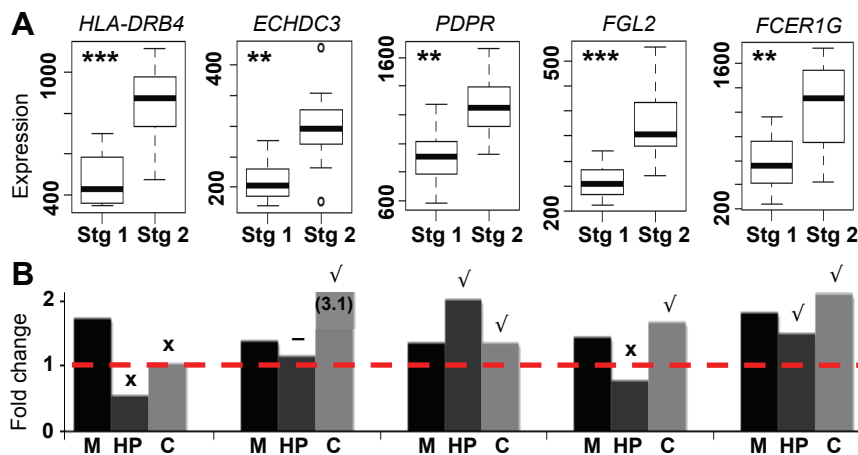 A HLA-DRB4 ECHDC3 PDPR FGL2 FCER1G
Expression
*** ** ** *** **
1000
400
400
200
1600
600
500
200
1600
200
Stg 1 Stg 2 Stg 1 Stg 2 Stg 1 Stg 2 Stg 1 Stg 2 Stg 1 Stg 2
B
Fold change
2
1
0
x x – √ √ √ x √ √ √
(3.1)
M HP C M HP C M HP C M HP C M HP C